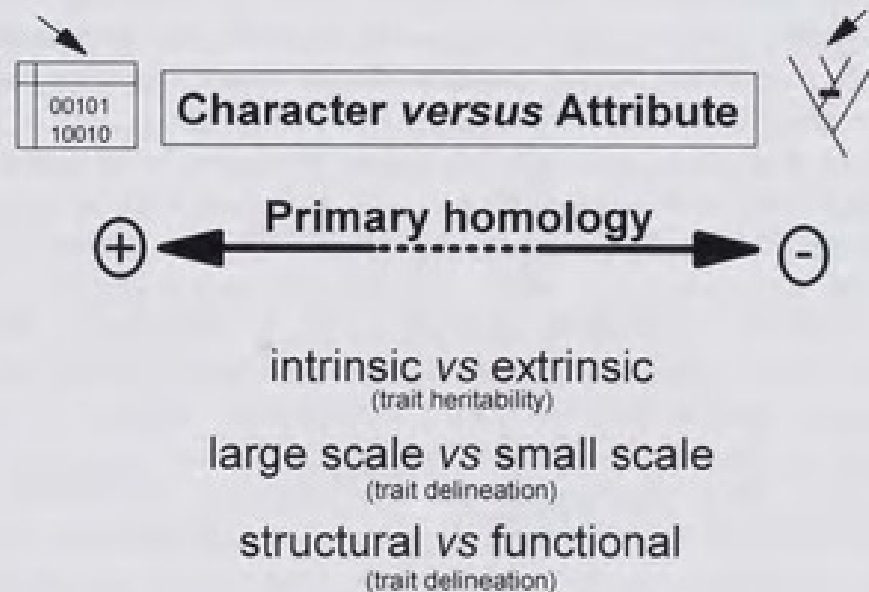 00101
10010
Character versus Attribute
Primary homology
+
-
intrinsic vs extrinsic
(trait heritability)
large scale vs small scale
(trait delineation)
structural vs functional
(trait delineation)